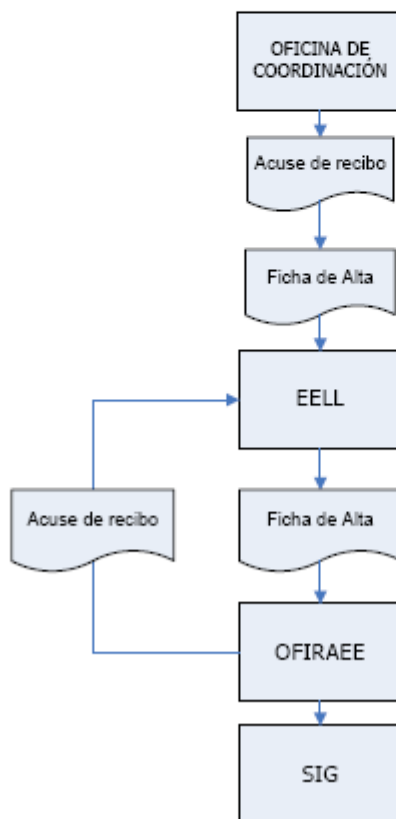 OFICINA DE
COORDINACIÓN
Acuse de recibo
Ficha de Alta
EELL
Acuse de recibo
Ficha de Alta
OFIRAEE
SIG